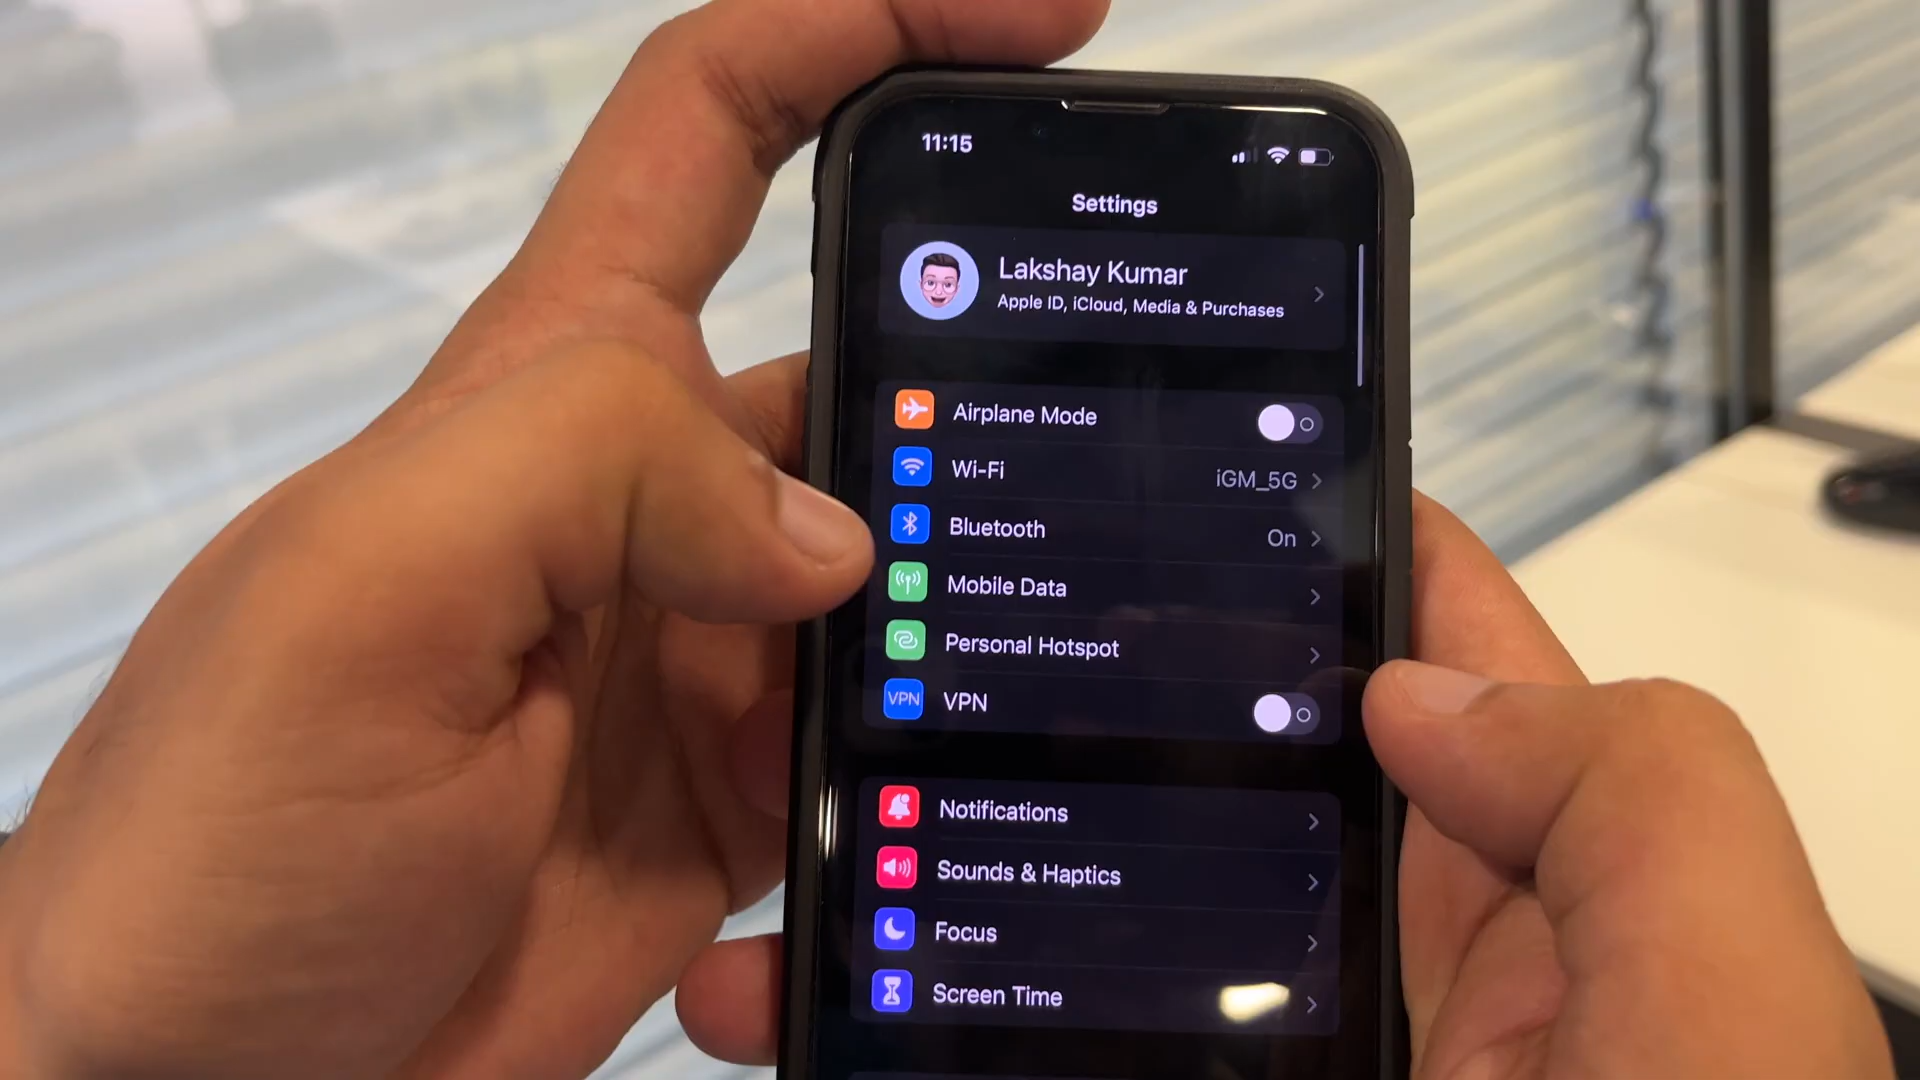 11:15
Settings
Lakshay Kumar
Apple ID, iCloud, Media & Purchases
Airplane Mode
Wi-Fi iGM_5G
Bluetooth On
Mobile Data
Personal Hotspot
VPN VPN
Notifications
Sounds & Haptics
Focus
Screen Time